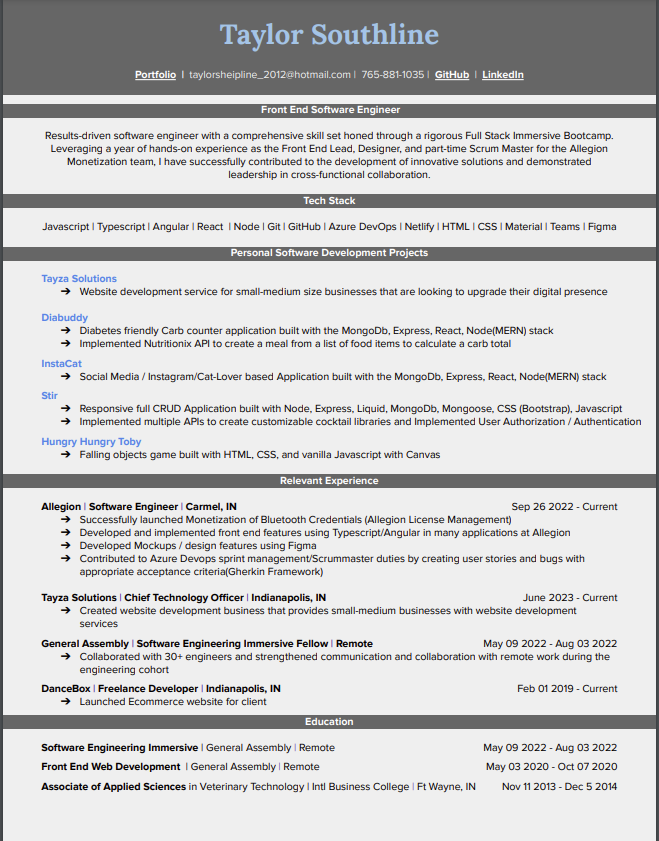 Taylor Southline
Portfolio | taylorsheipline_2012@hotmail.com | 765-881-1035 | GitHub | LinkedIn
Front End Software Engineer
Results-driven software engineer with a comprehensive skill set honed through a rigorous Full Stack Immersive Bootcamp.
Leveraging a year of hands-on experience as the Front End Lead, Designer, and part-time Scrum Master for the Allegion
Monetization team, I have successfully contributed to the development of innovative solutions and demonstrated
leadership in cross-functional collaboration.
Tech Stack
Javascript | Typescript | Angular | React | Node | Git | GitHub | Azure DevOps | Netlify | HTML | CSS | Material | Teams | Figma
Personal Software Development Projects
Tayza Solutions
➔ Website development service for small-medium size businesses that are looking to upgrade their digital presence
Diabuddy
➔ Diabetes friendly Carb counter application built with the MongoDb, Express, React, Node(MERN) stack
➔ Implemented Nutritionix API to create a meal from a list of food items to calculate a carb total
InstaCat
➔ Social Media / Instagram/Cat-Lover based Application built with the MongoDb, Express, React, Node(MERN) stack
Stir
➔ Responsive full CRUD Application built with Node, Express, Liquid, MongoDb, Mongoose, CSS (Bootstrap), Javascript
➔ Implemented multiple APIs to create customizable cocktail libraries and Implemented User Authorization / Authentication
Hungry Hungry Toby
➔ Falling objects game built with HTML, CSS, and vanilla Javascript with Canvas
Relevant Experience
Allegion | Software Engineer | Carmel, IN Sep 26 2022 - Current
➔ Successfully launched Monetization of Bluetooth Credentials (Allegion License Management)
➔ Developed and implemented front end features using Typescript/Angular in many applications at Allegion
➔ Developed Mockups / design features using Figma
➔ Contributed to Azure Devops sprint management/Scrummaster duties by creating user stories and bugs with
appropriate acceptance criteria(Gherkin Framework)
Tayza Solutions | Chief Technology Officer | Indianapolis, IN June 2023 - Current
➔ Created website development business that provides small-medium businesses with website development
services
General Assembly | Software Engineering Immersive Fellow | Remote May 09 2022 - Aug 03 2022
➔ Collaborated with 30+ engineers and strengthened communication and collaboration with remote work during the
engineering cohort
DanceBox | Freelance Developer | Indianapolis, IN Feb 01 2019 - Current
➔ Launched Ecommerce website for client
Education
Software Engineering Immersive | General Assembly | Remote May 09 2022 - Aug 03 2022
Front End Web Development | General Assembly | Remote May 03 2020 - Oct 07 2020
Associate of Applied Sciences in Veterinary Technology | Intl Business College | Ft Wayne, IN Nov 11 2013 - Dec 5 2014